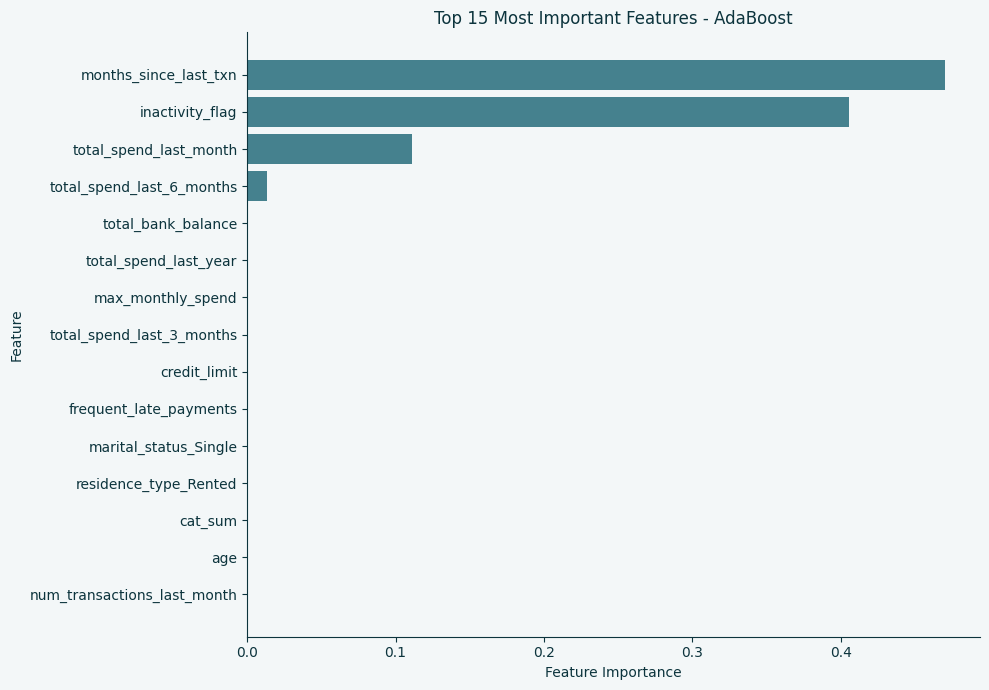 Top 15 Most Important Features - AdaBoost
months_since_last_txn
inactivity_flag
total_spend_last_month
total_spend_last_6_months
total_bank_balance
total_spend_last_year
max_monthly_spend
total_spend_last_3_months
credit_limit
frequent_late_payments
marital_status_Single
residence_type_Rented
cat_sum
age
num_transactions_last_month
Feature
0.0 0.1 0.2 0.3 0.4
Feature Importance